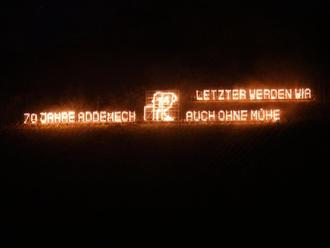 70 JAHRE ADDEMECH
LETZTER WERDEN WIR
AUCH OHNE MÜHE